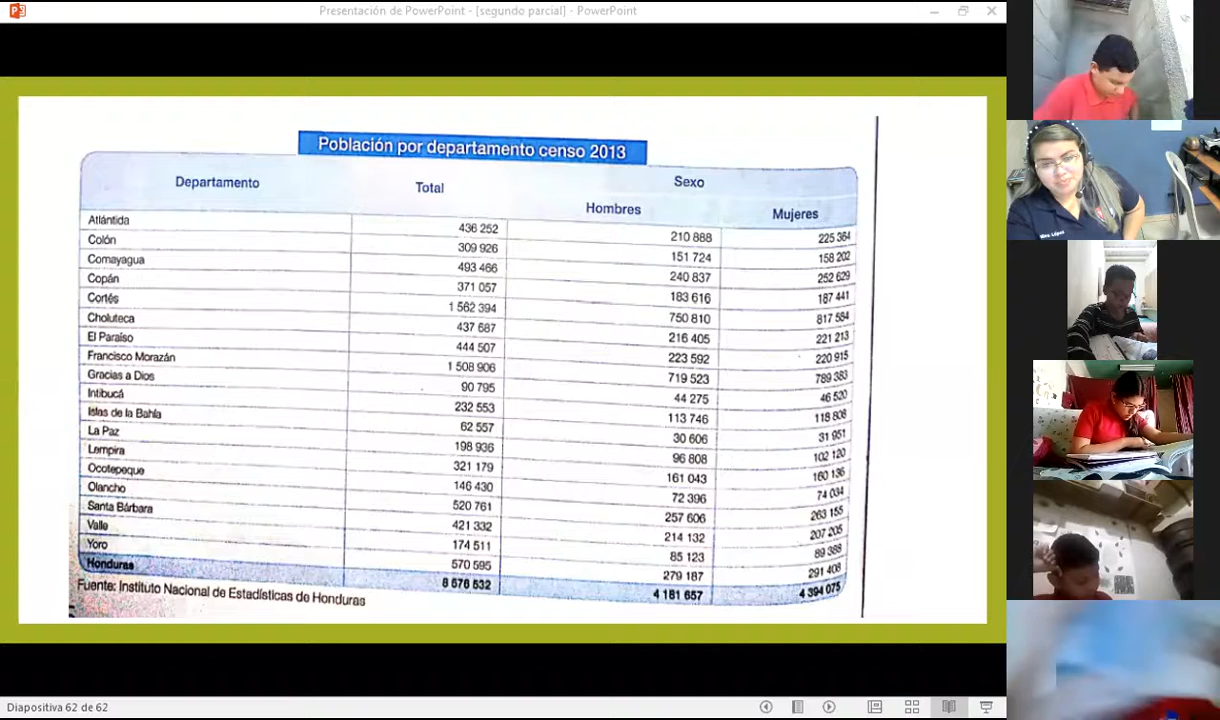 Presentación de PowerPoint - [segundo parcial] - PowerPoint
Población por departamento censo 2013
Departamento Total Sexo
Hombres Mujeres
Atlántida 436 252 210 888 225 364
Colón 309 926 151 724 158 202
Comayagua 493 466 240 837 252 629
Copán 371 057 183 616 187 441
Cortés 1 562 394 750 810 817 584
Choluteca 437 687 216 405 221 213
El Paraíso 444 507 223 592 220 915
Francisco Morazán 1 508 906 719 523 789 383
Gracias a Dios 90 795 44 275 46 520
Intibucá 232 553 113 746 118 808
Islas de la Bahía 62 557 30 606 31 951
La Paz 198 936 96 808 102 120
Lempira 321 179 161 043 160 136
Ocotepeque 146 430 72 396 74 034
Olancho 520 761 257 606 263 155
Santa Bárbara 421 332 214 132 207 205
Valle 174 511 85 123 89 388
Yoro 570 595 279 187 291 408
Honduras 8 576 532 4 181 657 4 394 075
Fuente: Instituto Nacional de Estadísticas de Honduras
Diapositiva 62 de 62